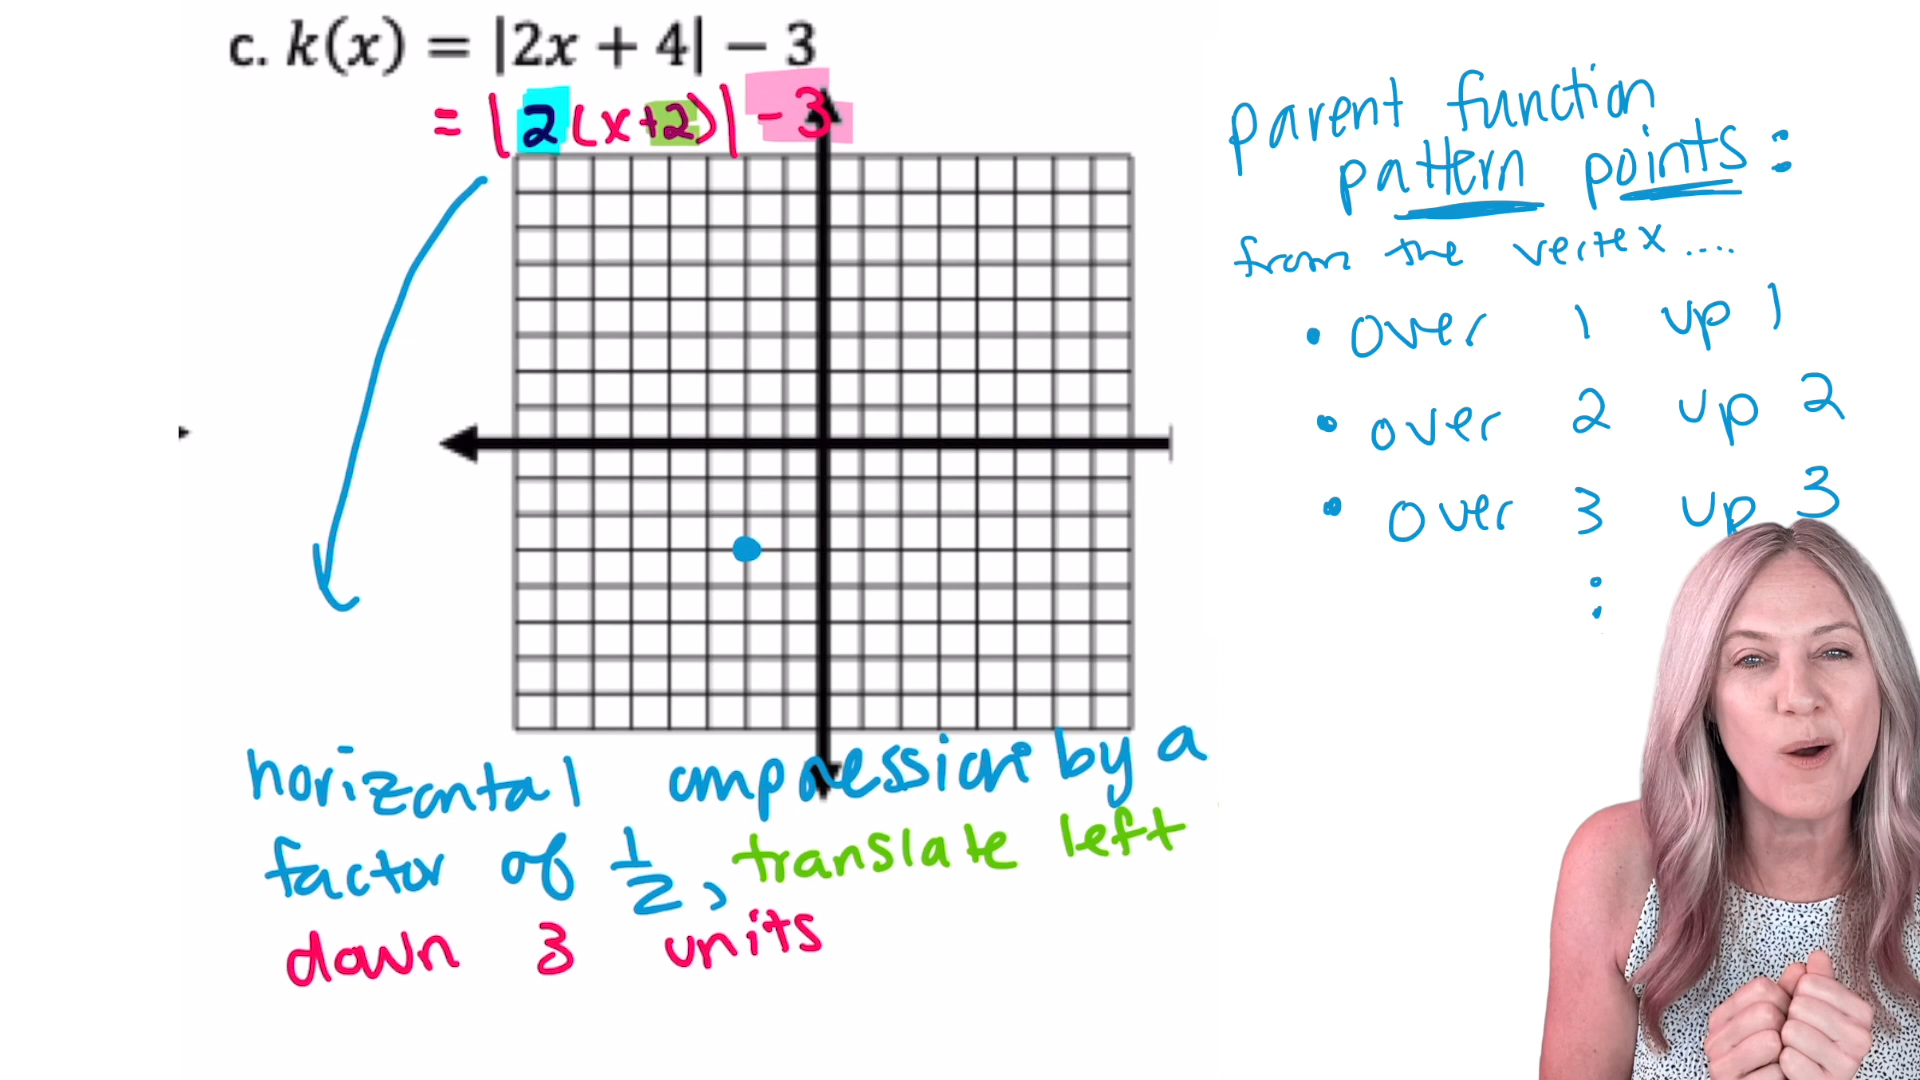 c. k(x) = |2x + 4| − 3
= |2(x+2)| - 3
parent function
pattern points:
from the vertex....
• over 1 up 1
• over 2 up 2
• over 3 up 3
:
horizontal compression by a
factor of 1/2, translate left
down 3 units